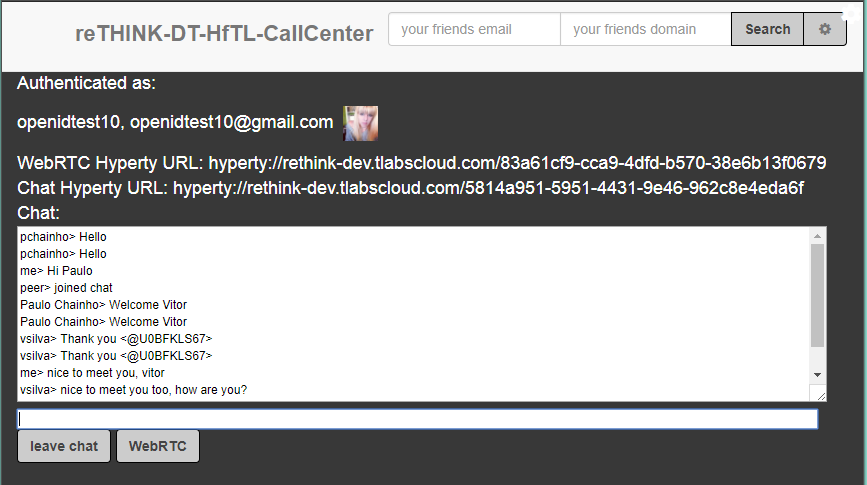 reTHINK-DT-HfTL-CallCenter
your friends email
your friends domain
Search
Authenticated as:
openidtest10, openidtest10@gmail.com
WebRTC Hyperty URL: hyperty://rethink-dev.tlabscloud.com/83a61cf9-cca9-4dfd-b570-38e6b13f0679
Chat Hyperty URL: hyperty://rethink-dev.tlabscloud.com/5814a951-5951-4431-9e46-962c8e4eda6f
Chat:
pchainho> Hello
pchainho> Hello
me> Hi Paulo
peer> joined chat
Paulo Chainho> Welcome Vitor
Paulo Chainho> Welcome Vitor
vsilva> Thank you <@U0BFKLS67>
vsilva> Thank you <@U0BFKLS67>
me> nice to meet you, vitor
vsilva> nice to meet you too, how are you?
leave chat
WebRTC